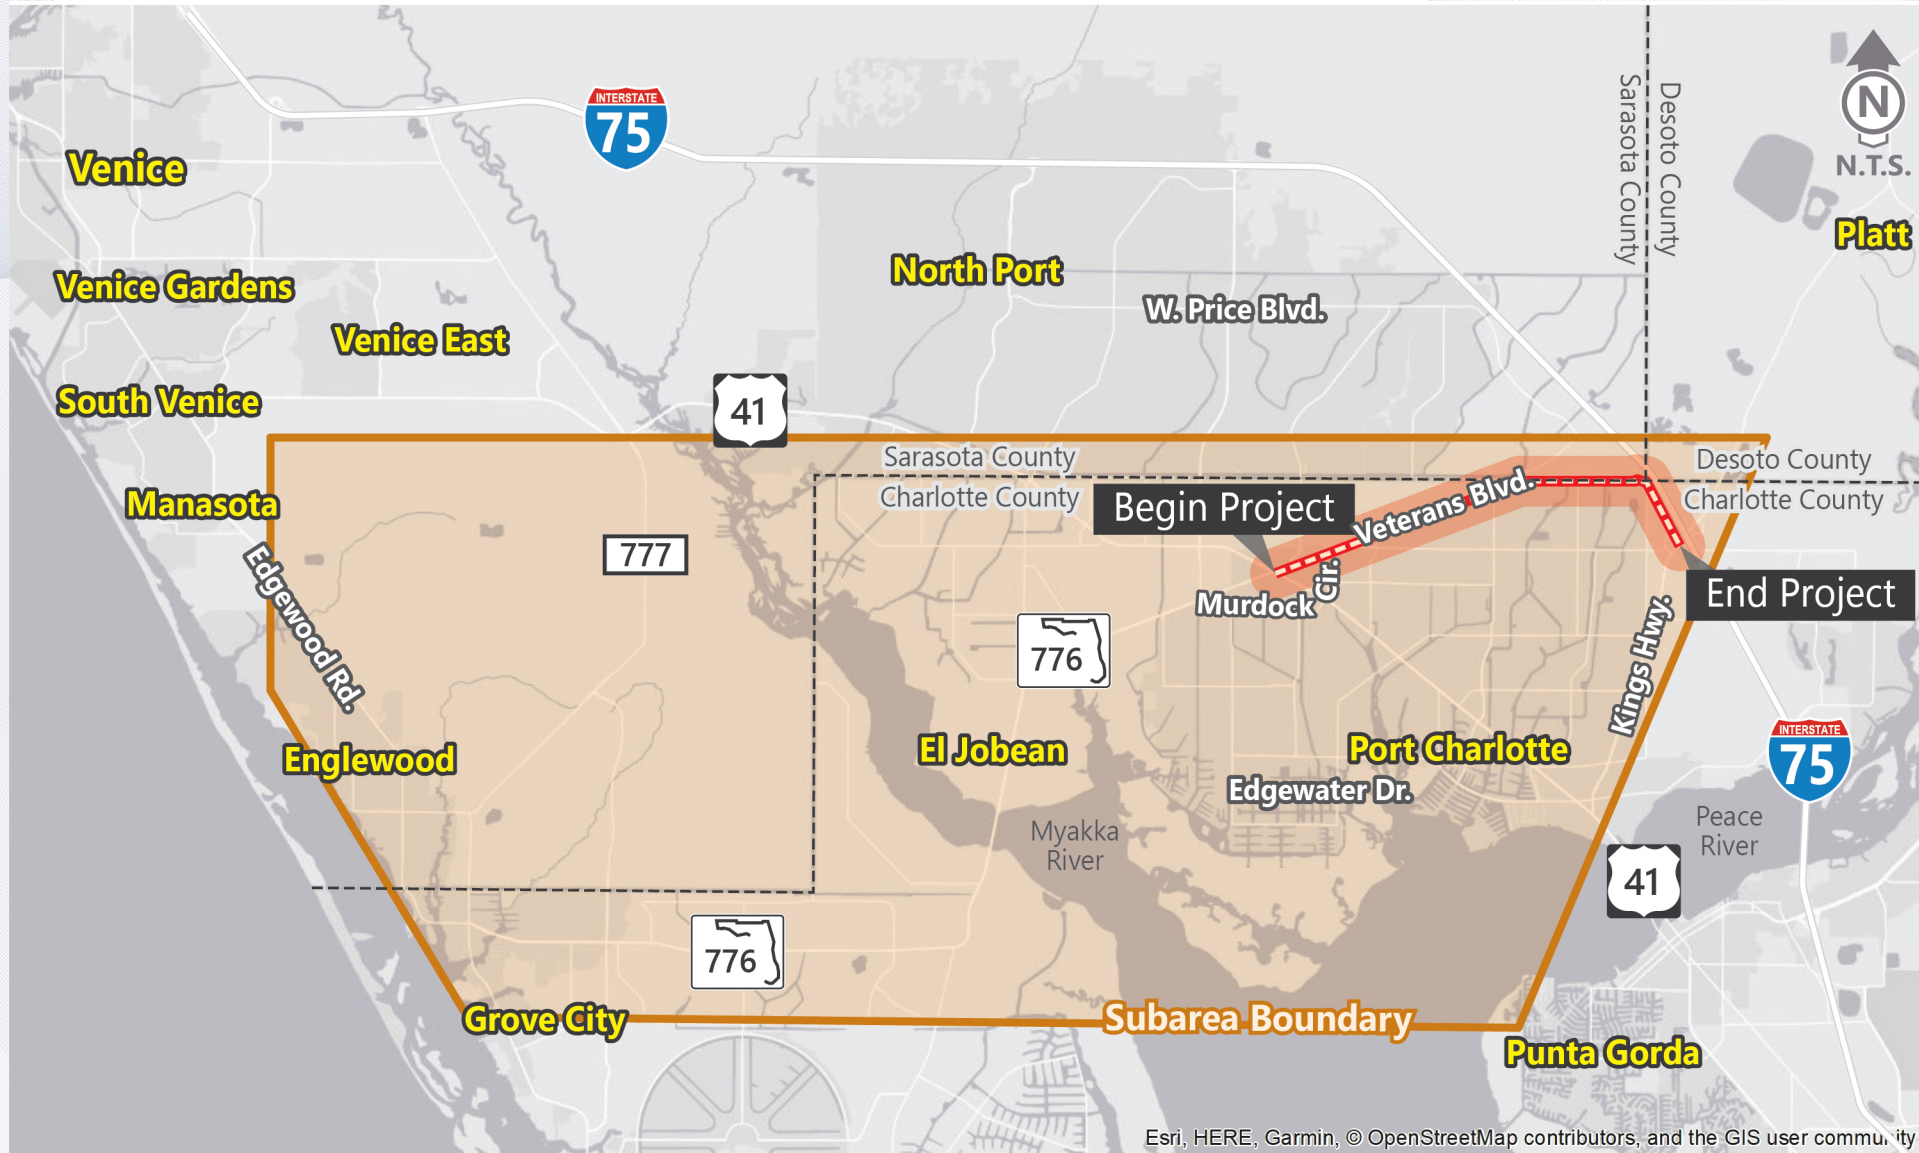 INTERSTATE
75
Sarasota County
Desoto County
N
N.T.S.
Venice
Platt
North Port
Venice Gardens
W. Price Blvd.
Venice East
South Venice
41
Sarasota County
Desoto County
Charlotte County
Charlotte County
Manasota
Begin Project
Veterans Blvd.
777
Edgewood Rd.
Murdock
Cir.
End Project
776
Kings Hwy.
El Jobean
Port Charlotte
Englewood
INTERSTATE
75
Edgewater Dr.
Myakka
River
Peace
River
41
776
Grove City
Subarea Boundary
Punta Gorda
Esri, HERE, Garmin, © OpenStreetMap contributors, and the GIS user community